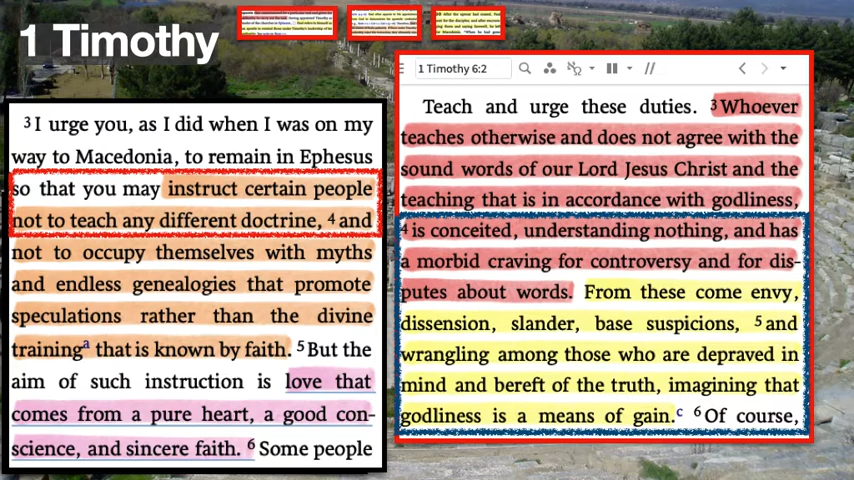 1 Timothy
3 I urge you, as I did when I was on my
way to Macedonia, to remain in Ephesus
so that you may instruct certain people
not to teach any different doctrine, 4 and
not to occupy themselves with myths
and endless genealogies that promote
speculations rather than the divine
training a that is known by faith. 5 But the
aim of such instruction is love that
comes from a pure heart, a good con-
science, and sincere faith. 6 Some people
1 Timothy 6:2
Teach and urge these duties. 3 Whoever
teaches otherwise and does not agree with the
sound words of our Lord Jesus Christ and the
teaching that is in accordance with godliness,
4 is conceited, understanding nothing, and has
a morbid craving for controversy and for dis-
putes about words. From these come envy,
dissension, slander, base suspicions, 5 and
wrangling among those who are depraved in
mind and bereft of the truth, imagining that
godliness is a means of gain. c 6 Of course,